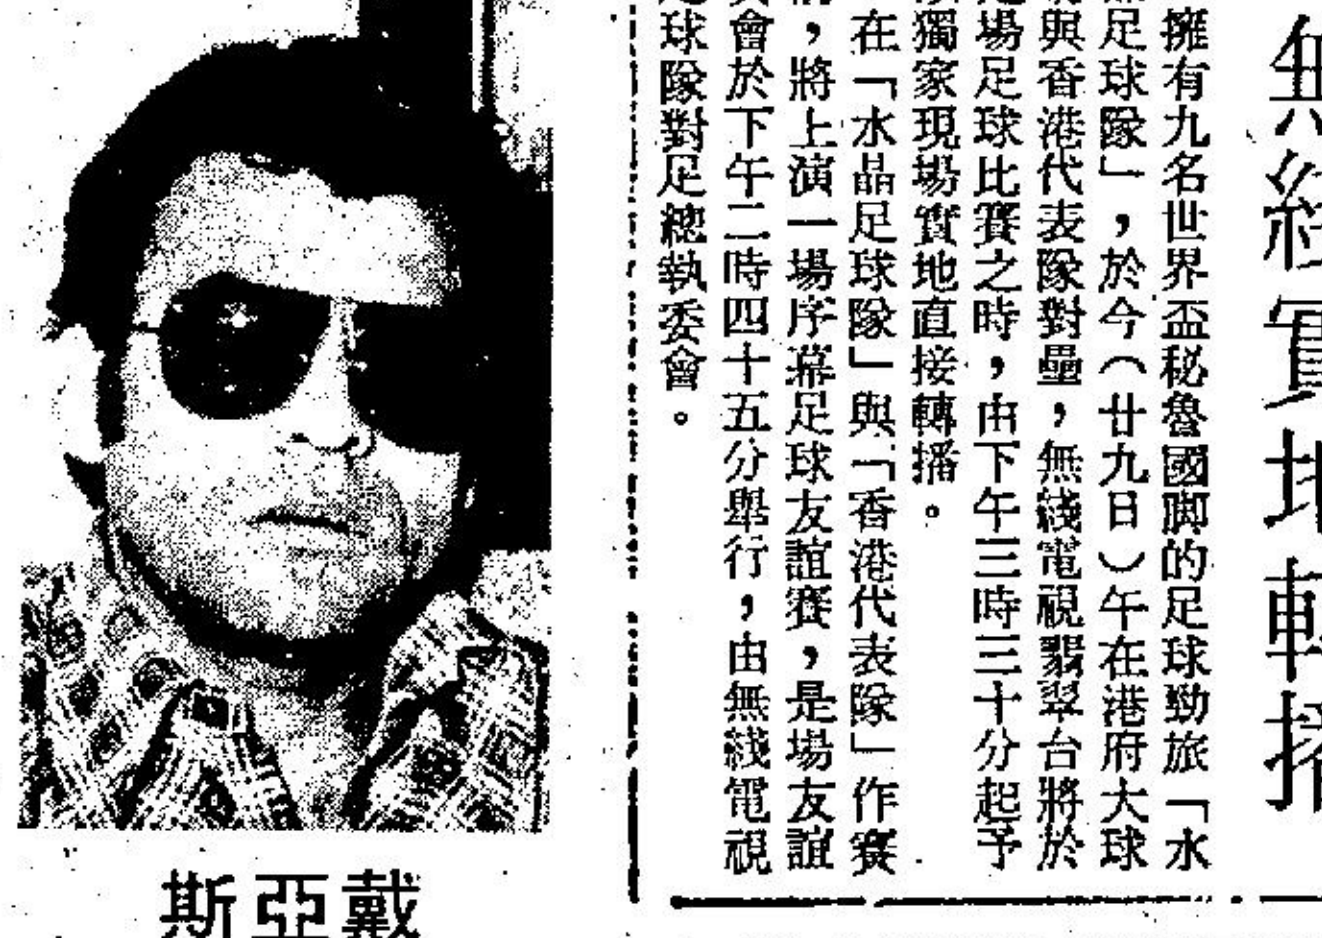 無綫實地轉播
擁有九名世界盃秘魯國脚的足球勁旅「水
晶足球隊」，於今（廿九日）午在港府大球
場與香港代表隊對壘，無綫電視翡翠台將於
場足球比賽之時，由下午三時三十分起予
獨家現場實地直接轉播。
在「水晶足球隊」與「香港代表隊」作賽
前，將上演一場序幕足球友誼賽，是場友誼
會於下午二時四十五分舉行，由無綫電視
足球隊對足總執委會。
戴亞斯